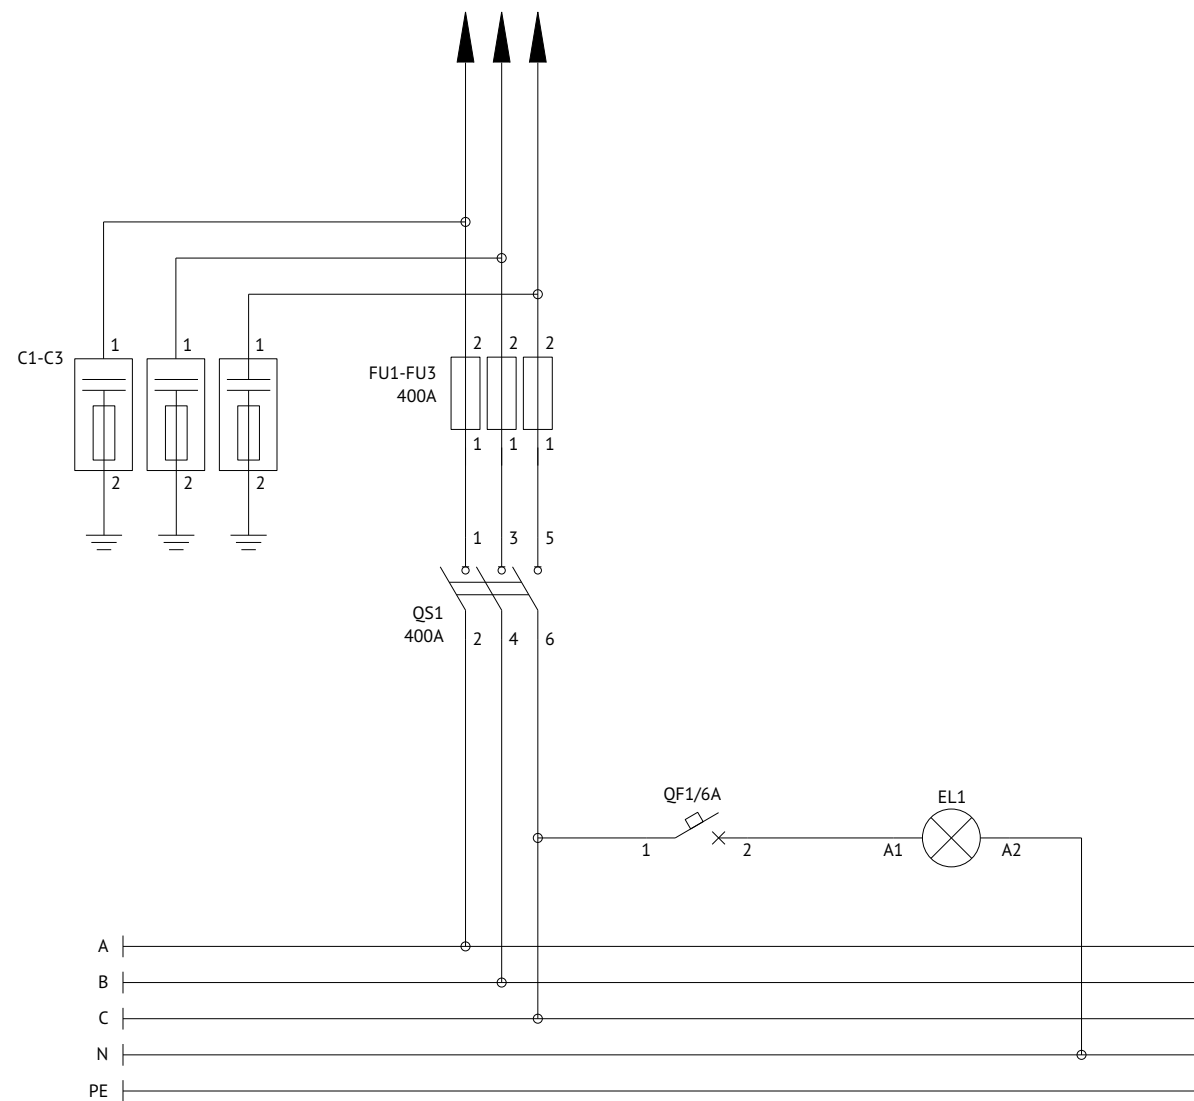 1 1 1
C1-C3
2 2 2
FU1-FU3
400A
1 1 1
2 2 2
1 3 5
QS1
400A
2 4 6
QF1/6A
EL1
1 2 A1 A2
A
B
C
N
PE